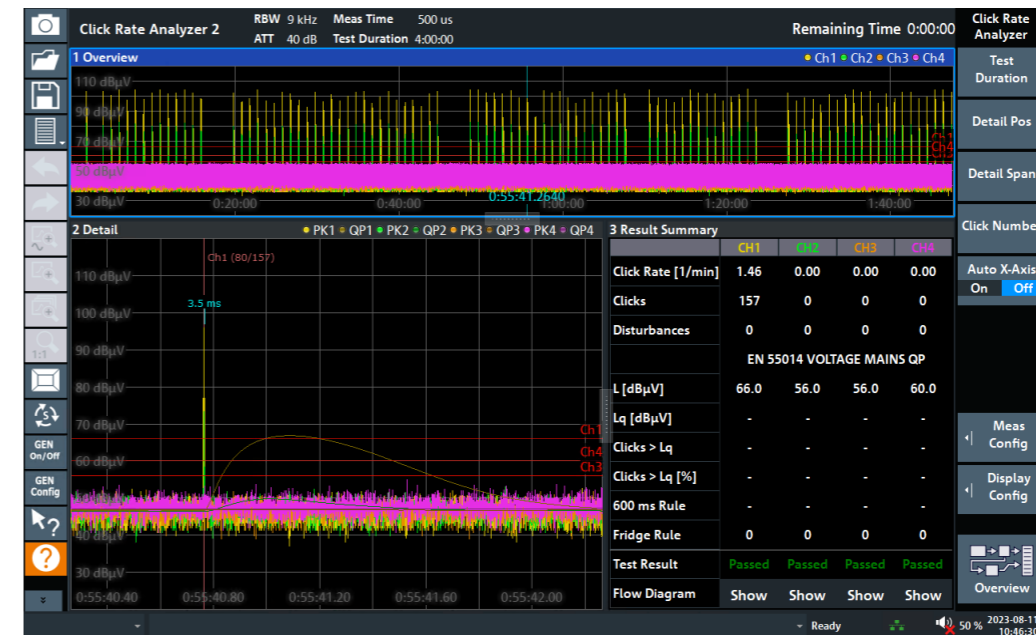 Click Rate Analyzer 2
RBW 9 kHz Meas Time 500 us
ATT 40 dB Test Duration 4:00:00
Remaining Time 0:00:00
Click Rate
Analyzer
1 Overview
Ch1 Ch2 Ch3 Ch4
110 dBµV
90 dBµV
70 dBµV
50 dBµV
30 dBµV
Ch1
Ch4
Ch3
0:20:00 0:40:00 0:55:41.2640 1:00:00 1:20:00 1:40:00
2 Detail
PK1 QP1 PK2 QP2 PK3 QP3 PK4 QP4
Ch1 (80/157)
3.5 ms
110 dBµV
100 dBµV
90 dBµV
80 dBµV
70 dBµV
60 dBµV
40 dBµV
30 dBµV
Ch1
Ch4
Ch3
0:55:40.40 0:55:40.80 0:55:41.20 0:55:41.60 0:55:42.00
3 Result Summary
CH1 CH2 CH3 CH4
Click Rate [1/min] 1.46 0.00 0.00 0.00
Clicks 157 0 0 0
Disturbances 0 0 0 0
EN 55014 VOLTAGE MAINS QP
L [dBµV] 66.0 56.0 56.0 60.0
Lq [dBµV] - - - -
Clicks > Lq - - - -
Clicks > Lq [%] - - - -
600 ms Rule - - - -
Fridge Rule 0 0 0 0
Test Result Passed Passed Passed Passed
Flow Diagram Show Show Show Show
Test
Duration
Detail Pos
Detail Span
Click Numbe
Auto X-Axis
On Off
Meas
Config
Display
Config
Overview
1:1
GEN
On/Off
GEN
Config
Ready
50 % 2023-08-11